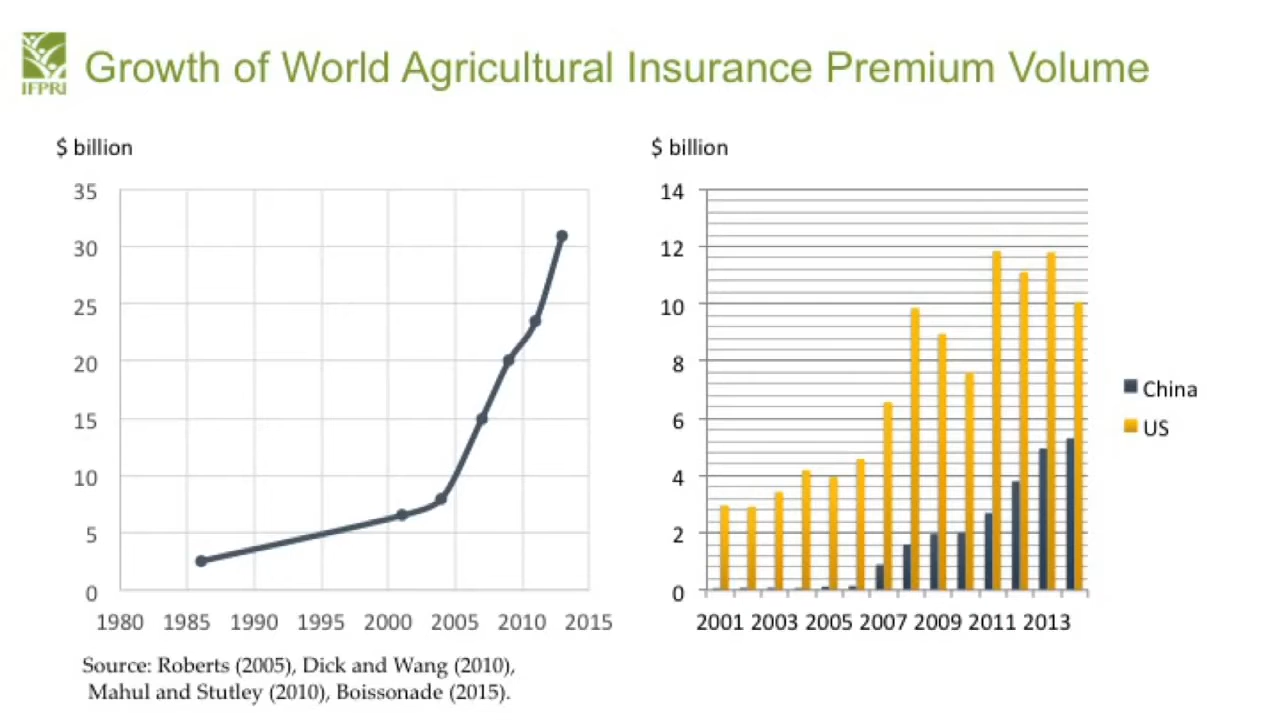 IFPRI
Growth of World Agricultural Insurance Premium Volume
$ billion
35
30
25
20
15
10
5
0
1980 1985 1990 1995 2000 2005 2010 2015
$ billion
14
12
10
8
6
4
2
0
2001 2003 2005 2007 2009 2011 2013
China
US
Source: Roberts (2005), Dick and Wang (2010),
Mahul and Stutley (2010), Boissonade (2015).